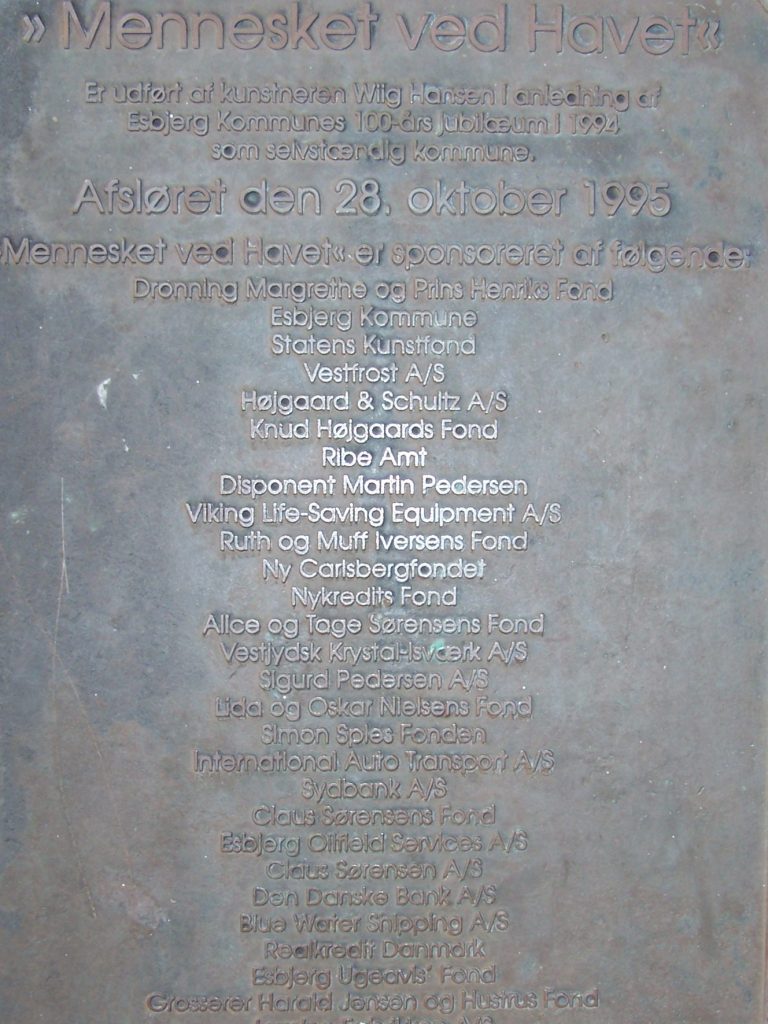 »Mennesket ved Havet«
Er udført af kunstneren Wiig Hansen i anledning af
Esbjerg Kommunes 100-års jubilæum i 1994
som selvstændig kommune.
Afsløret den 28. oktober 1995
»Mennesket ved Havet« er sponsoreret af følgende:
Dronning Margrethe og Prins Henriks Fond
Esbjerg Kommune
Statens Kunstfond
Vestfrost A/S
Højgaard & Schultz A/S
Knud Højgaards Fond
Ribe Amt
Disponent Martin Pedersen
Viking Life-Saving Equipment A/S
Ruth og Muff Iversens Fond
Ny Carlsbergfondet
Nykredits Fond
Alice og Tage Sørensens Fond
Vestjydsk Krystal-Isværk A/S
Sigurd Pedersen A/S
Lida og Oskar Nielsens Fond
Simon Spies Fonden
International Auto Transport A/S
Sydbank A/S
Claus Sørensens Fond
Esbjerg Oilfield Services A/S
Claus Sørensen A/S
Den Danske Bank A/S
Blue Water Shipping A/S
Realkredit Danmark
Esbjerg Ugeavis' Fond
Grosserer Harald Jensen og Hustrus Fond
A/S